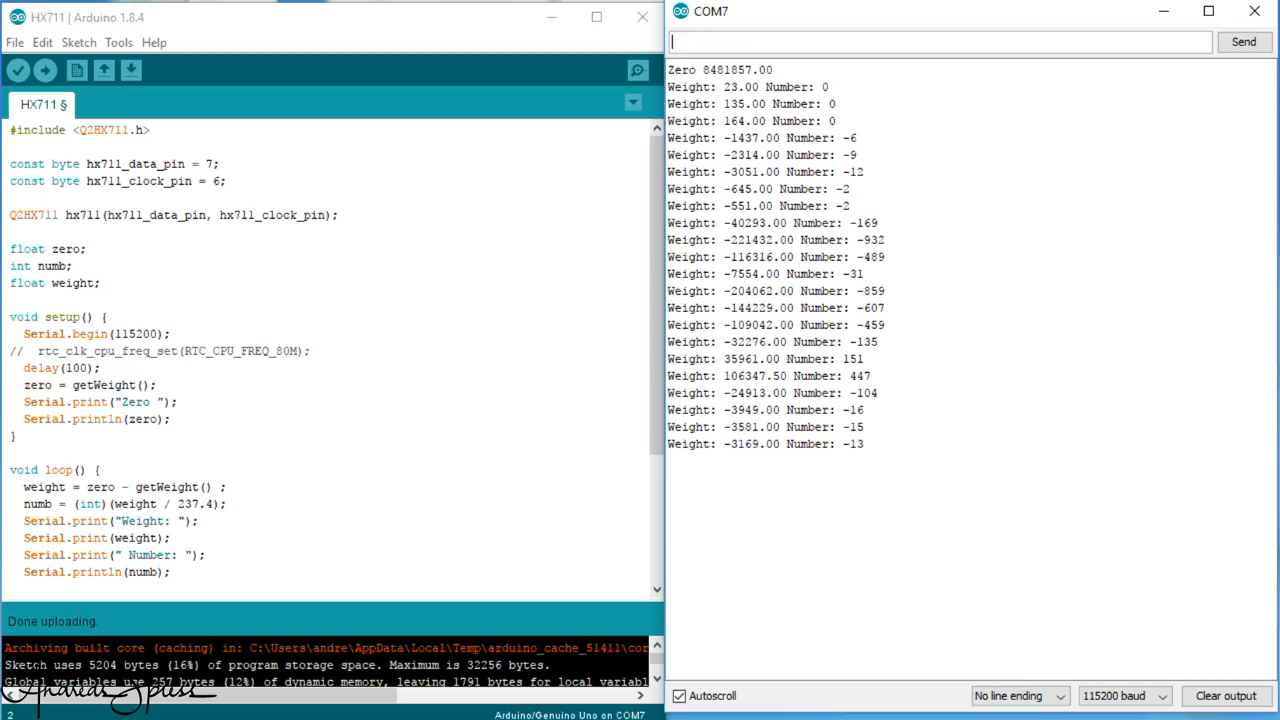 HX711 | Arduino 1.8.4
File Edit Sketch Tools Help
HX711 §
#include <Q2HX711.h>
const byte hx711_data_pin = 7;
const byte hx711_clock_pin = 6;
Q2HX711 hx711(hx711_data_pin, hx711_clock_pin);
float zero;
int numb;
float weight;
void setup() {
Serial.begin(115200);
// rtc_clk_cpu_freq_set(RTC_CPU_FREQ_80M);
delay(100);
zero = getWeight();
Serial.print("Zero ");
Serial.println(zero);
}
void loop() {
weight = zero - getWeight() ;
numb = (int)(weight / 237.4);
Serial.print("Weight: ");
Serial.print(weight);
Serial.print(" Number: ");
Serial.println(numb);
Done uploading.
Archiving built core (caching) in: C:\Users\andre\AppData\Local\Temp\arduino_cache_51411\cor
Sketch uses 5204 bytes (16%) of program storage space. Maximum is 32256 bytes.
Global variables use 257 bytes (12%) of dynamic memory, leaving 1791 bytes for local variabl
Andreas Spiess
2
Arduino/Genuino Uno on COM7
COM7
Send
Zero 8481857.00
Weight: 23.00 Number: 0
Weight: 135.00 Number: 0
Weight: 164.00 Number: 0
Weight: -1437.00 Number: -6
Weight: -2314.00 Number: -9
Weight: -3051.00 Number: -12
Weight: -645.00 Number: -2
Weight: -551.00 Number: -2
Weight: -40293.00 Number: -169
Weight: -221432.00 Number: -932
Weight: -116316.00 Number: -489
Weight: -7554.00 Number: -31
Weight: -204062.00 Number: -859
Weight: -144229.00 Number: -607
Weight: -109042.00 Number: -459
Weight: -32276.00 Number: -135
Weight: 35961.00 Number: 151
Weight: 106347.50 Number: 447
Weight: -24913.00 Number: -104
Weight: -3949.00 Number: -16
Weight: -3581.00 Number: -15
Weight: -3169.00 Number: -13
Autoscroll
No line ending
115200 baud
Clear output